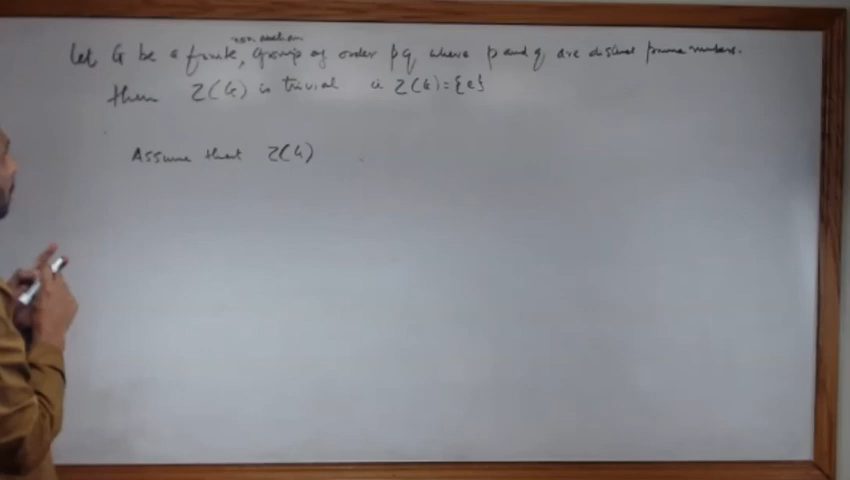 non abelian
Let G be a finite, group of order pq where p and q are distinct prime numbers.
then Z(G) is trivial i.e. Z(G) = {e}
Assume that Z(G)